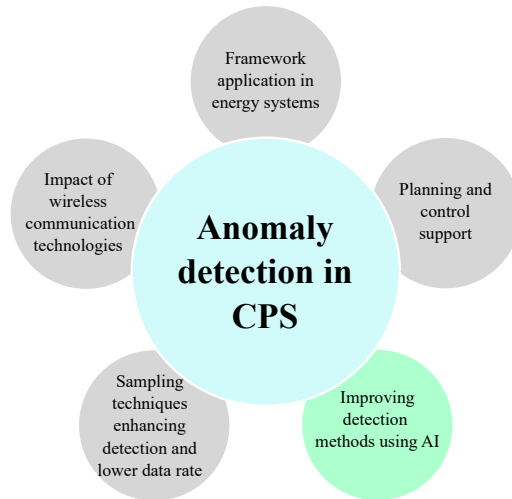 Framework
application in
energy systems
Impact of
wireless
communication
technologies
Planning and
control
support
Anomaly
detection in
CPS
Sampling
techniques
enhancing
detection and
lower data rate
Improving
detection
methods using AI